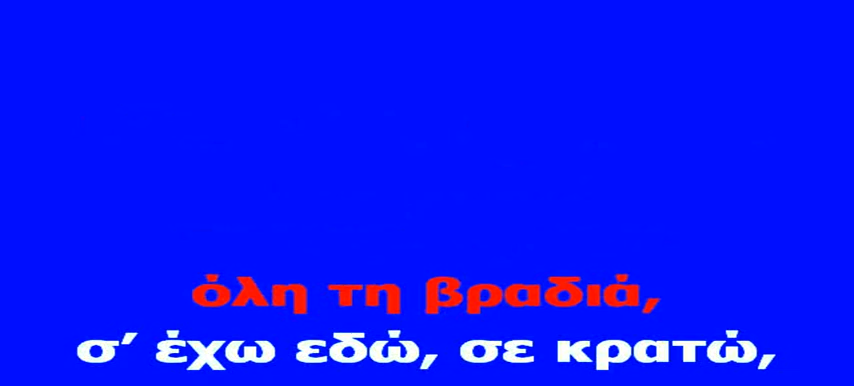 όλη τη βραδιά,
σ’ έχω εδώ, σε κρατώ,